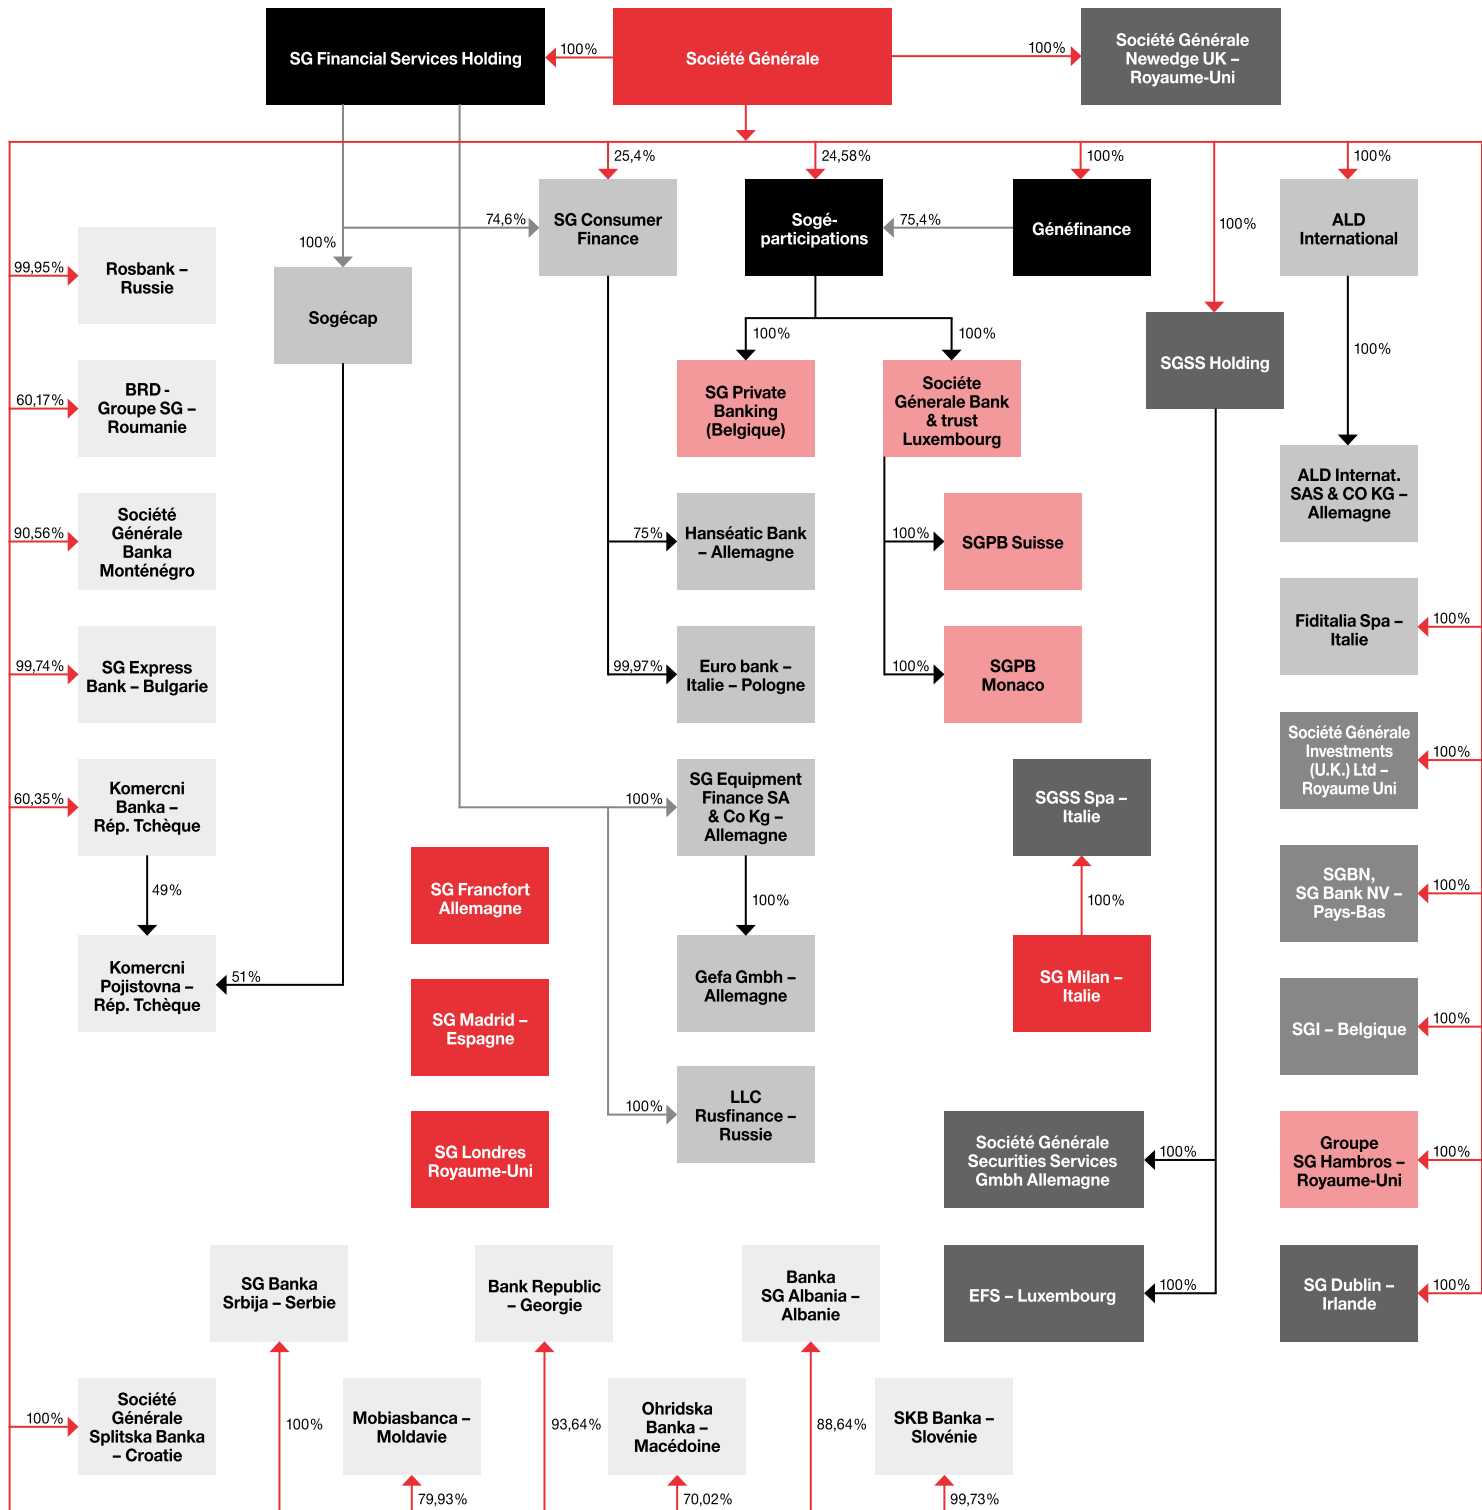 SG Financial Services Holding
100%
Société Générale
100%
Société Générale
Newedge UK –
Royaume-Uni
25,4%
24,58%
100%
100%
74,6%
SG Consumer
Finance
Sogé-
participations
75,4%
Généfinance
100%
ALD
International
100%
99,95%
Rosbank –
Russie
Sogécap
100%
100%
SGSS Holding
100%
60,17%
BRD -
Groupe SG –
Roumanie
SG Private
Banking
(Belgique)
Sociéte
Génerale Bank
& trust
Luxembourg
90,56%
Société
Générale
Banka
Monténégro
75%
Hanséatic Bank
– Allemagne
100%
SGPB Suisse
ALD Internat.
SAS & CO KG –
Allemagne
99,74%
SG Express
Bank – Bulgarie
99,97%
Euro bank –
Italie – Pologne
100%
SGPB
Monaco
Fiditalia Spa –
Italie
100%
60,35%
Komercni
Banka –
Rép. Tchèque
100%
SG Equipment
Finance SA
& Co Kg –
Allemagne
SGSS Spa –
Italie
Société Générale
Investments
(U.K.) Ltd –
Royaume Uni
100%
49%
SG Francfort
Allemagne
100%
100%
SGBN,
SG Bank NV –
Pays-Bas
100%
Komercni
Pojistovna –
Rép. Tchèque
51%
SG Madrid –
Espagne
Gefa Gmbh –
Allemagne
SG Milan –
Italie
SGI – Belgique
100%
SG Londres
Royaume-Uni
100%
LLC
Rusfinance –
Russie
Société Générale
Securities Services
Gmbh Allemagne
100%
Groupe
SG Hambros –
Royaume-Uni
100%
SG Banka
Srbija – Serbie
Bank Republic
– Georgie
Banka
SG Albania –
Albanie
EFS – Luxembourg
100%
SG Dublin –
Irlande
100%
100%
Société
Générale
Splitska Banka
– Croatie
100%
Mobiasbanca –
Moldavie
93,64%
Ohridska
Banka –
Macédoine
88,64%
SKB Banka –
Slovénie
79,93%
70,02%
99,73%